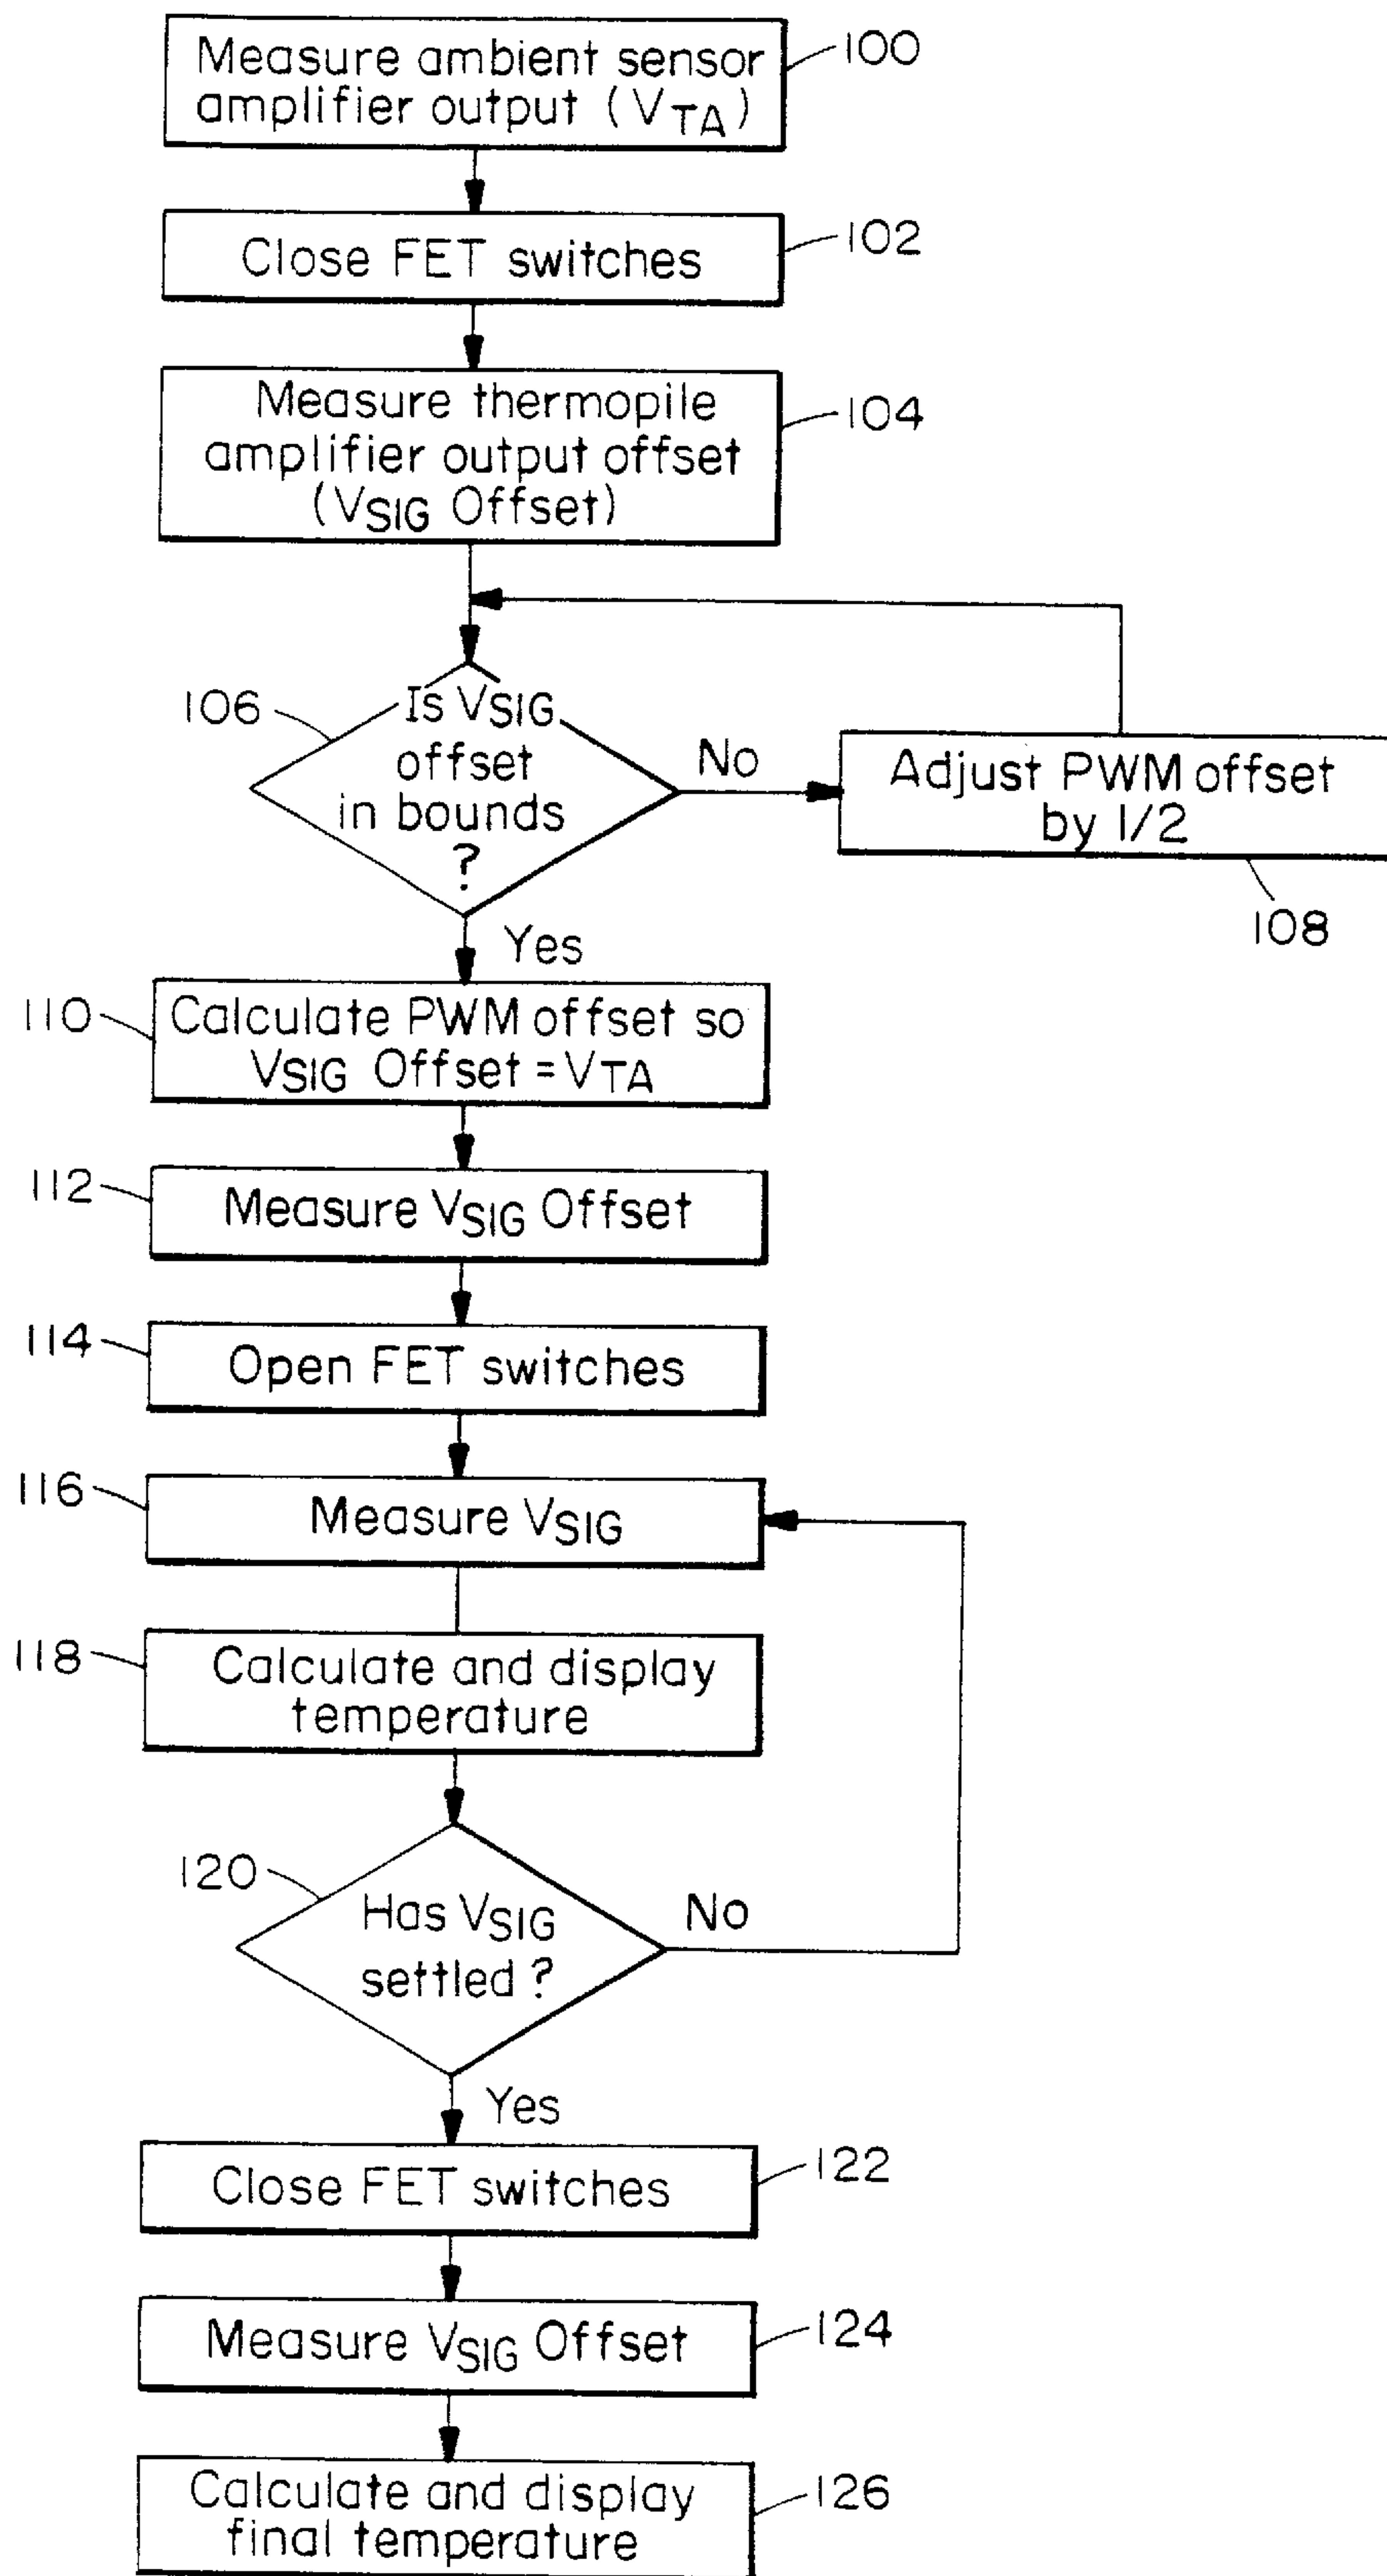 Measure ambient sensor
amplifier output (VTA)
100
Close FET switches
102
Measure thermopile
amplifier output offset
(VSIG Offset)
104
106
Is VSIG
offset
in bounds
?
No
Adjust PWM offset
by 1/2
108
Yes
110
Calculate PWM offset so
VSIG Offset = VTA
112
Measure VSIG Offset
114
Open FET switches
116
Measure VSIG
118
Calculate and display
temperature
120
Has VSIG
settled ?
No
Yes
Close FET switches
122
Measure VSIG Offset
124
Calculate and display
final temperature
126